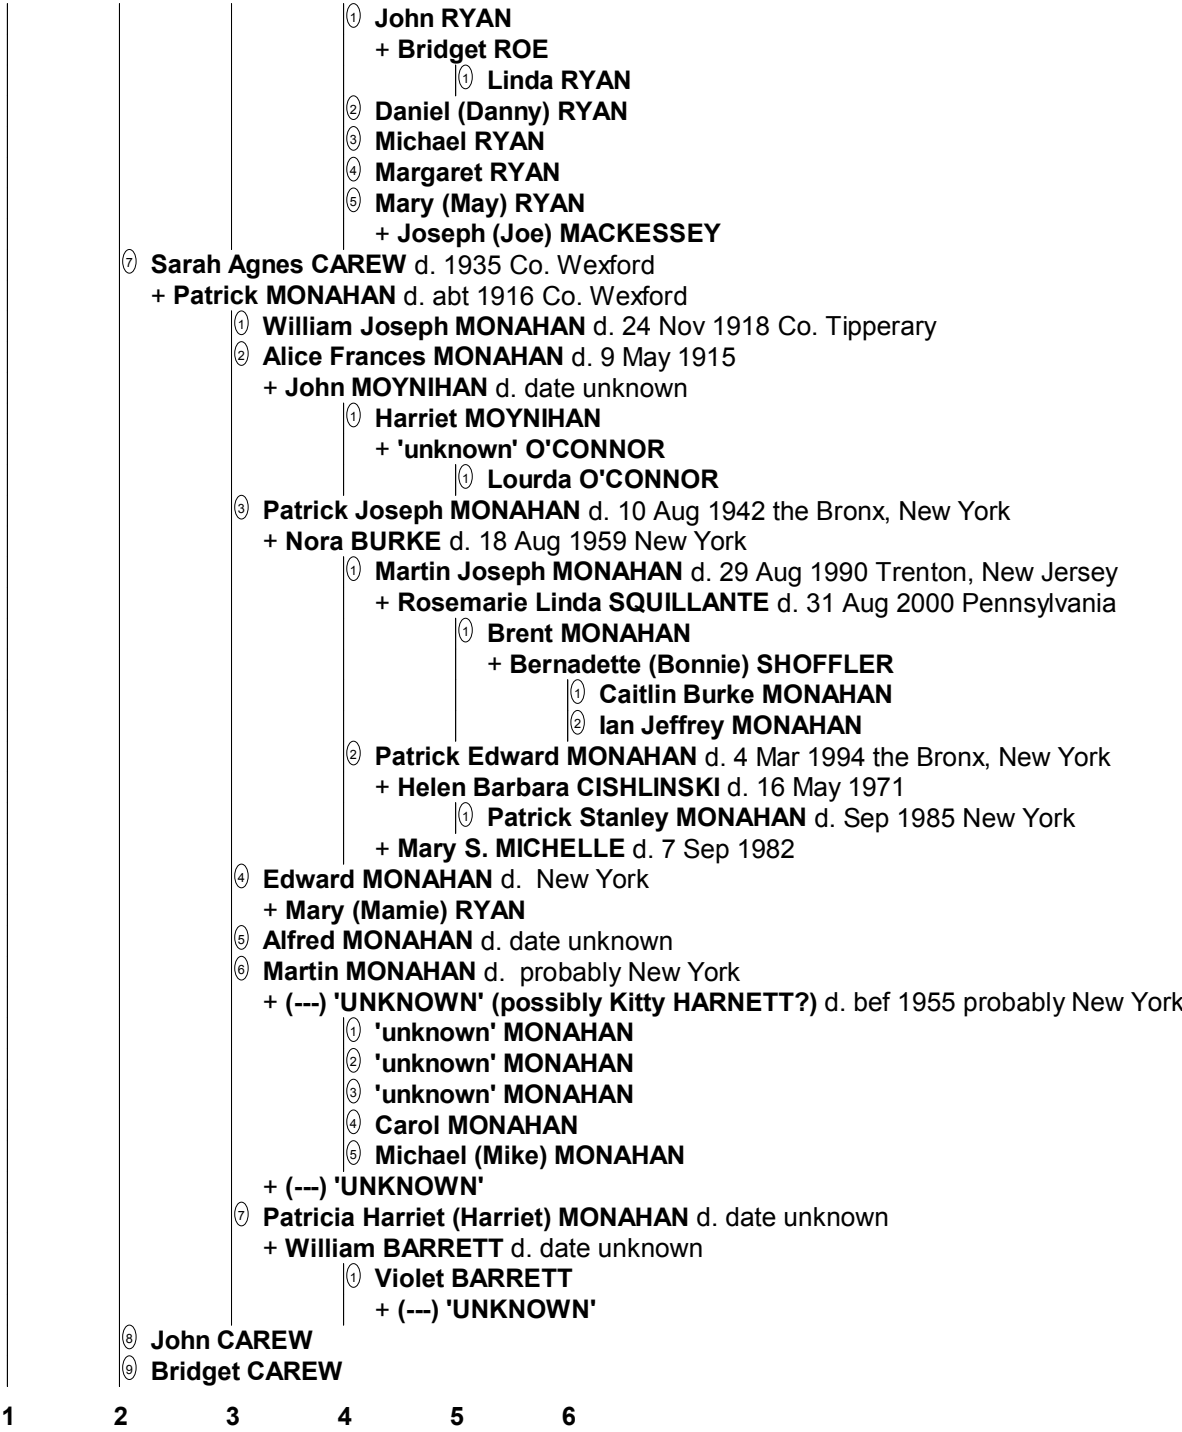 1 John RYAN
+ Bridget ROE
1 Linda RYAN
2 Daniel (Danny) RYAN
3 Michael RYAN
4 Margaret RYAN
5 Mary (May) RYAN
+ Joseph (Joe) MACKESSEY
7 Sarah Agnes CAREW d. 1935 Co. Wexford
+ Patrick MONAHAN d. abt 1916 Co. Wexford
1 William Joseph MONAHAN d. 24 Nov 1918 Co. Tipperary
2 Alice Frances MONAHAN d. 9 May 1915
+ John MOYNIHAN d. date unknown
1 Harriet MOYNIHAN
+ 'unknown' O'CONNOR
1 Lourda O'CONNOR
3 Patrick Joseph MONAHAN d. 10 Aug 1942 the Bronx, New York
+ Nora BURKE d. 18 Aug 1959 New York
1 Martin Joseph MONAHAN d. 29 Aug 1990 Trenton, New Jersey
+ Rosemarie Linda SQUILLANTE d. 31 Aug 2000 Pennsylvania
1 Brent MONAHAN
+ Bernadette (Bonnie) SHOFFLER
1 Caitlin Burke MONAHAN
2 Ian Jeffrey MONAHAN
2 Patrick Edward MONAHAN d. 4 Mar 1994 the Bronx, New York
+ Helen Barbara CISHLINSKI d. 16 May 1971
1 Patrick Stanley MONAHAN d. Sep 1985 New York
+ Mary S. MICHELLE d. 7 Sep 1982
4 Edward MONAHAN d. New York
+ Mary (Mamie) RYAN
5 Alfred MONAHAN d. date unknown
6 Martin MONAHAN d. probably New York
+ (---) 'UNKNOWN' (possibly Kitty HARNETT?) d. bef 1955 probably New York
1 'unknown' MONAHAN
2 'unknown' MONAHAN
3 'unknown' MONAHAN
4 Carol MONAHAN
5 Michael (Mike) MONAHAN
+ (---) 'UNKNOWN'
7 Patricia Harriet (Harriet) MONAHAN d. date unknown
+ William BARRETT d. date unknown
1 Violet BARRETT
+ (---) 'UNKNOWN'
8 John CAREW
9 Bridget CAREW
1 2 3 4 5 6